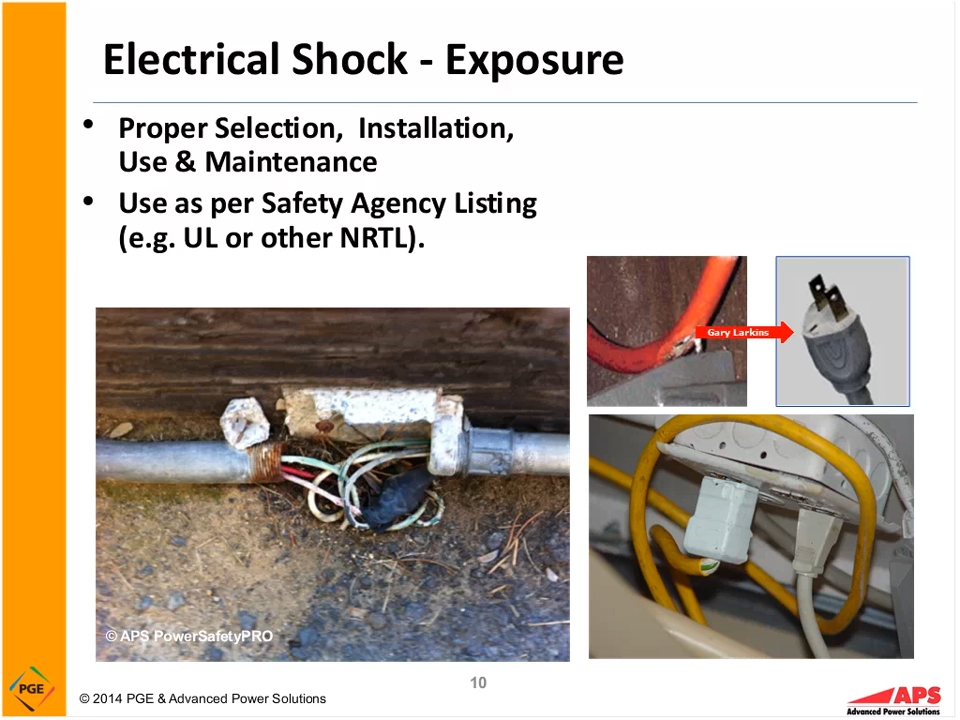 Electrical Shock - Exposure
• Proper Selection, Installation,
Use & Maintenance
• Use as per Safety Agency Listing
(e.g. UL or other NRTL).
Gary Larkins
© APS PowerSafetyPRO
10
PGE
© 2014 PGE & Advanced Power Solutions
APS
Advanced Power Solutions